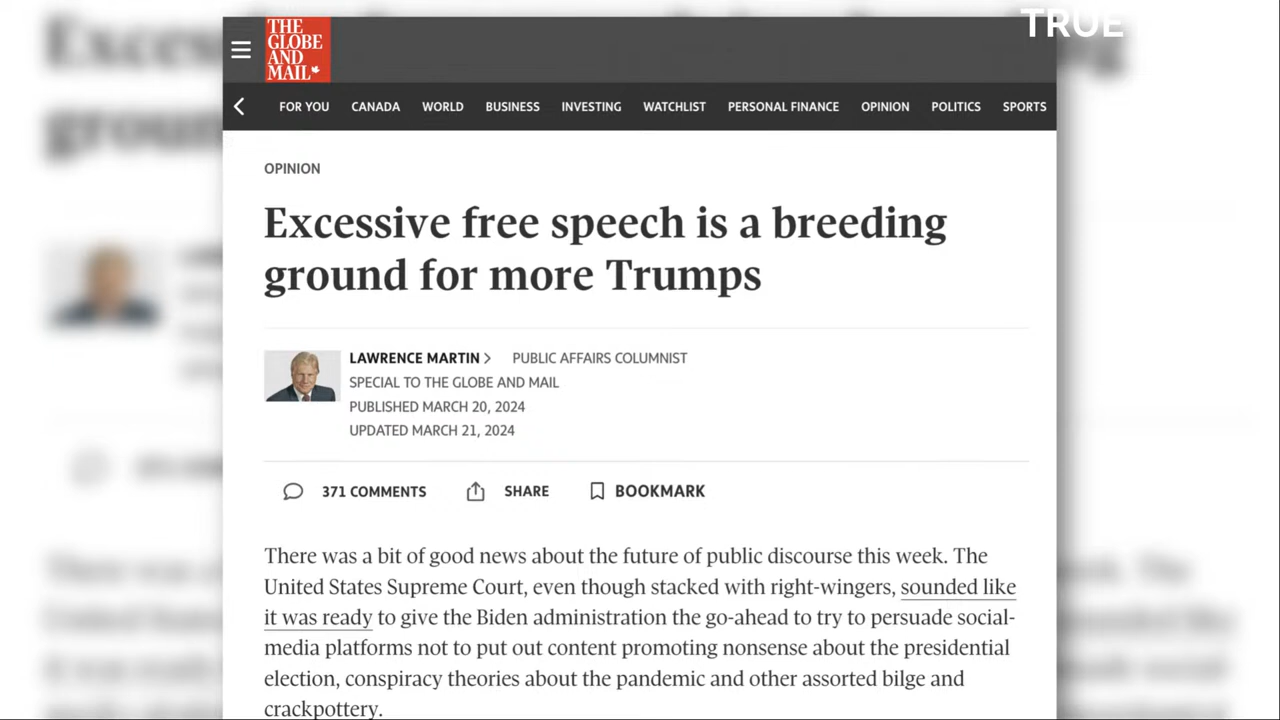 TRUE
THE
GLOBE
AND
MAIL
FOR YOU CANADA WORLD BUSINESS INVESTING WATCHLIST PERSONAL FINANCE OPINION POLITICS SPORTS
OPINION
Excessive free speech is a breeding
ground for more Trumps
LAWRENCE MARTIN > PUBLIC AFFAIRS COLUMNIST
SPECIAL TO THE GLOBE AND MAIL
PUBLISHED MARCH 20, 2024
UPDATED MARCH 21, 2024
371 COMMENTS SHARE BOOKMARK
There was a bit of good news about the future of public discourse this week. The
United States Supreme Court, even though stacked with right-wingers, sounded like
it was ready to give the Biden administration the go-ahead to try to persuade social-
media platforms not to put out content promoting nonsense about the presidential
election, conspiracy theories about the pandemic and other assorted bilge and
crackpottery.